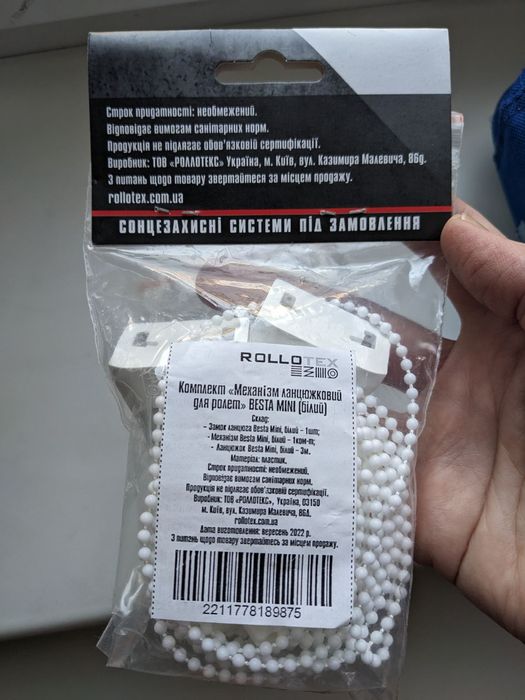 Строк придатності: необмежений.
Відповідає вимогам санітарних норм.
Продукція не підлягає обов'язковій сертифікації.
Виробник: ТОВ «РОЛЛОТЕКС» Україна, м. Київ, вул. Казимира Малевича, 86д.
З питань щодо товару звертайтеся за місцем продажу.
rollotex.com.ua
СОНЦЕЗАХИСНІ СИСТЕМИ ПІД ЗАМОВЛЕННЯ
ROLLOTEX
Комплект «Механізм ланцюжковий
для ролет» BESTA MINI (білий)
Склад:
- Замок ланцюга Besta Mini, білий - 1шт;
- Механізм Besta Mini, білий - 1ком-т;
- Ланцюжок Besta Mini, білий - 3м.
Матеріал: пластик.
Строк придатності: необмежений.
Відповідає вимогам санітарних норм.
Продукція не підлягає обов'язковій сертифікації.
Виробник: ТОВ «РОЛЛОТЕКС», Україна, 03150
м. Київ, вул. Казимира Малевича, 86Д.
rollotex.com.ua
Дата виготовлення: вересень 2022 р.
З питань щодо товару звертайтеся за місцем продажу.
2211778189875